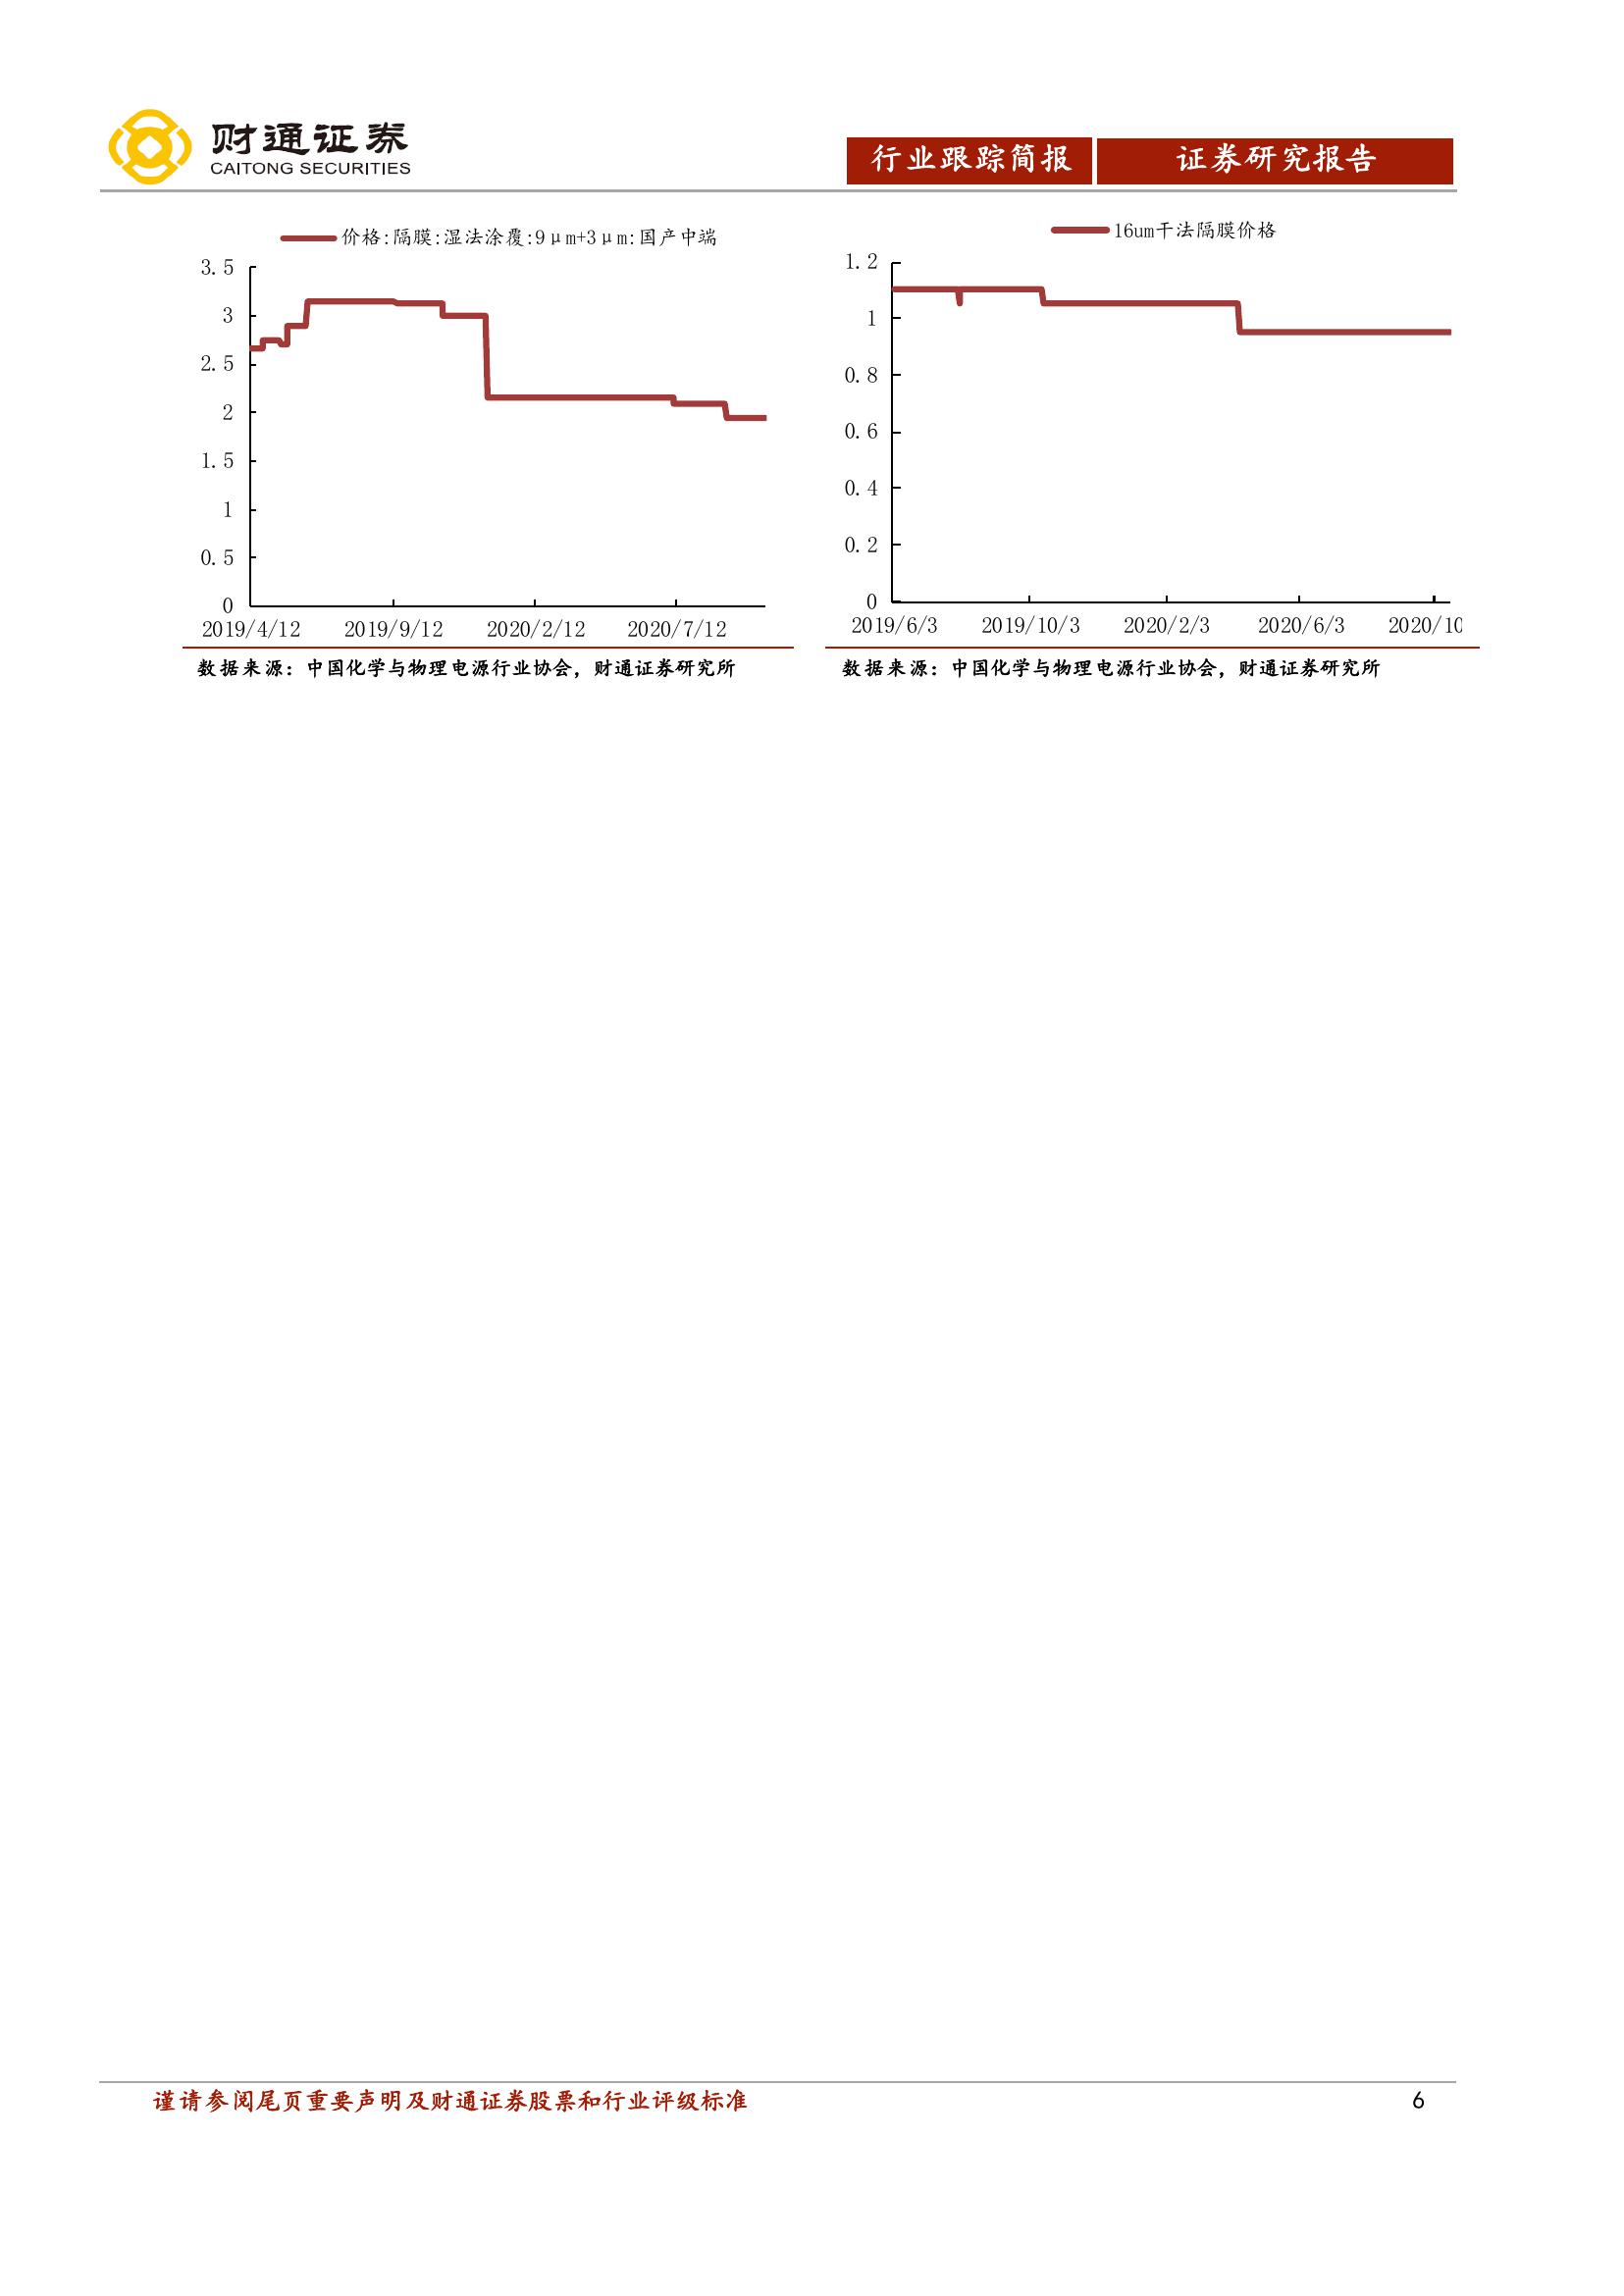 财通证券
CAITONG SECURITIES
行业跟踪简报 证券研究报告
价格:隔膜:湿法涂覆:9μm+3μm:国产中端
3.5
3
2.5
2
1.5
1
0.5
0
2019/4/12 2019/9/12 2020/2/12 2020/7/12
数据来源：中国化学与物理电源行业协会，财通证券研究所
16um干法隔膜价格
1.2
1
0.8
0.6
0.4
0.2
0
2019/6/3 2019/10/3 2020/2/3 2020/6/3 2020/10
数据来源：中国化学与物理电源行业协会，财通证券研究所
谨请参阅尾页重要声明及财通证券股票和行业评级标准 6